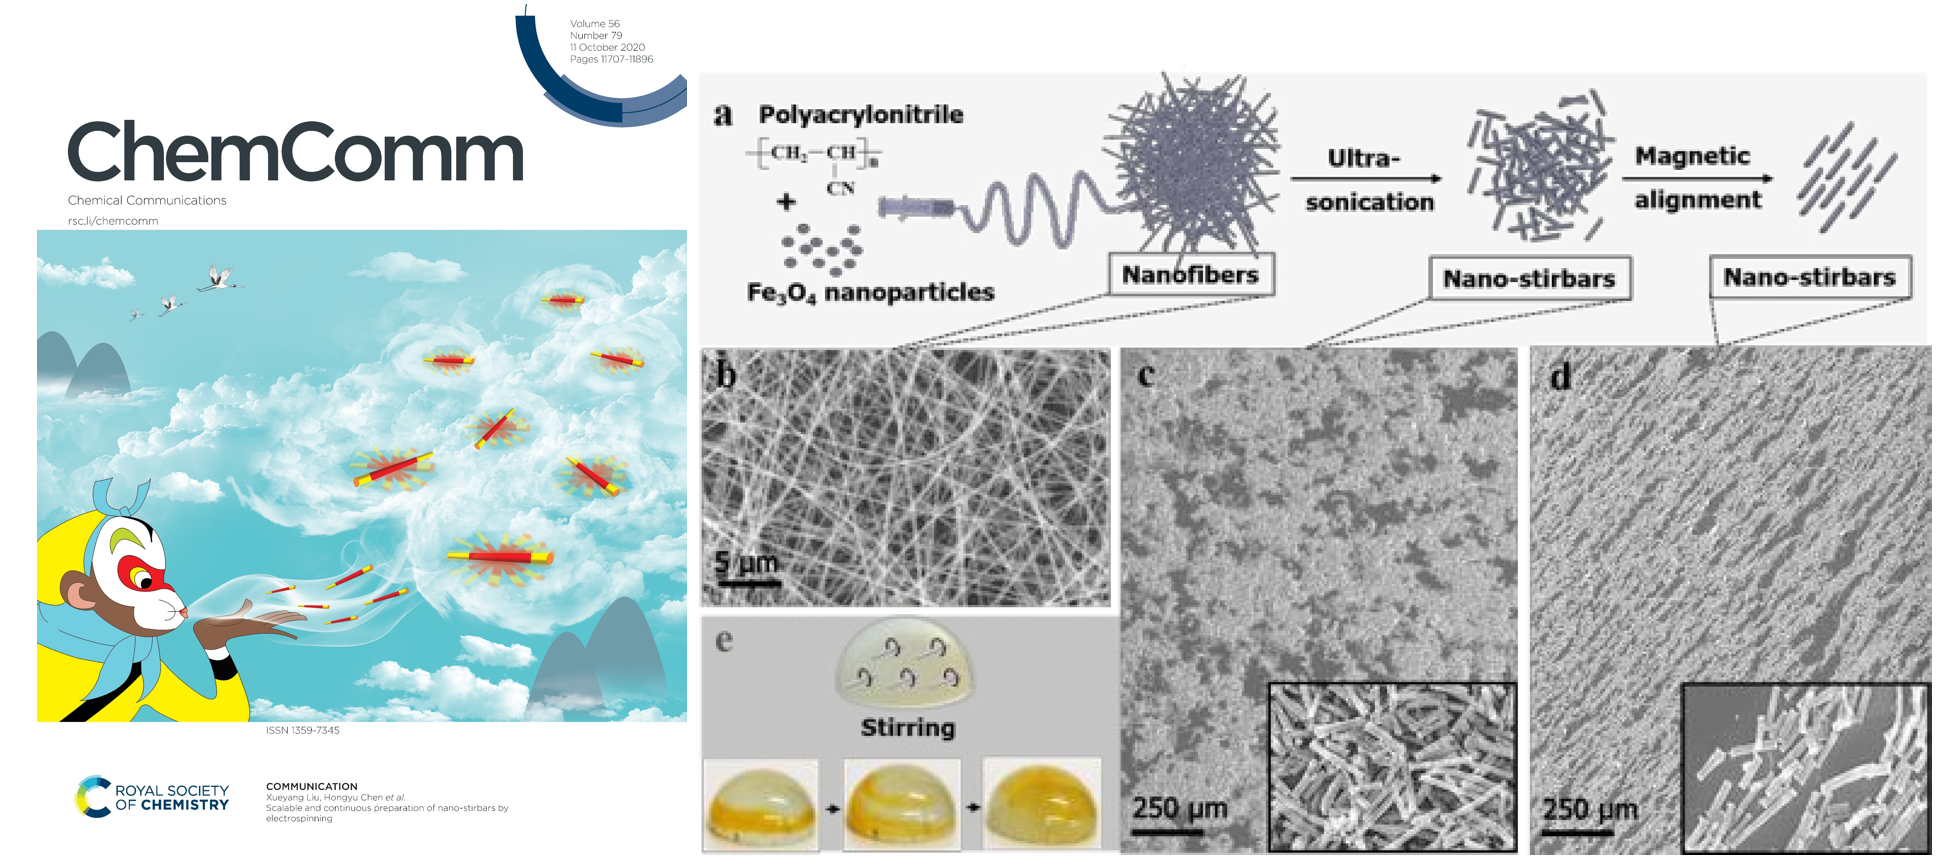 Volume 56
Number 79
11 October 2020
Pages 11707-11896
ChemComm
Chemical Communications
rsc.li/chemcomm
ISSN 1359-7345
ROYAL SOCIETY
OF CHEMISTRY
COMMUNICATION
Xueyang Liu, Hongyu Chen et al.
Scalable and continuous preparation of nano-stirbars by
electrospinning
a
Polyacrylonitrile
[CH₂—CH]n
CN
+
Fe₃O₄ nanoparticles
Nanofibers
Ultra-
sonication
Nano-stirbars
Magnetic
alignment
Nano-stirbars
b
5 μm
c
250 μm
d
250 μm
e
Stirring